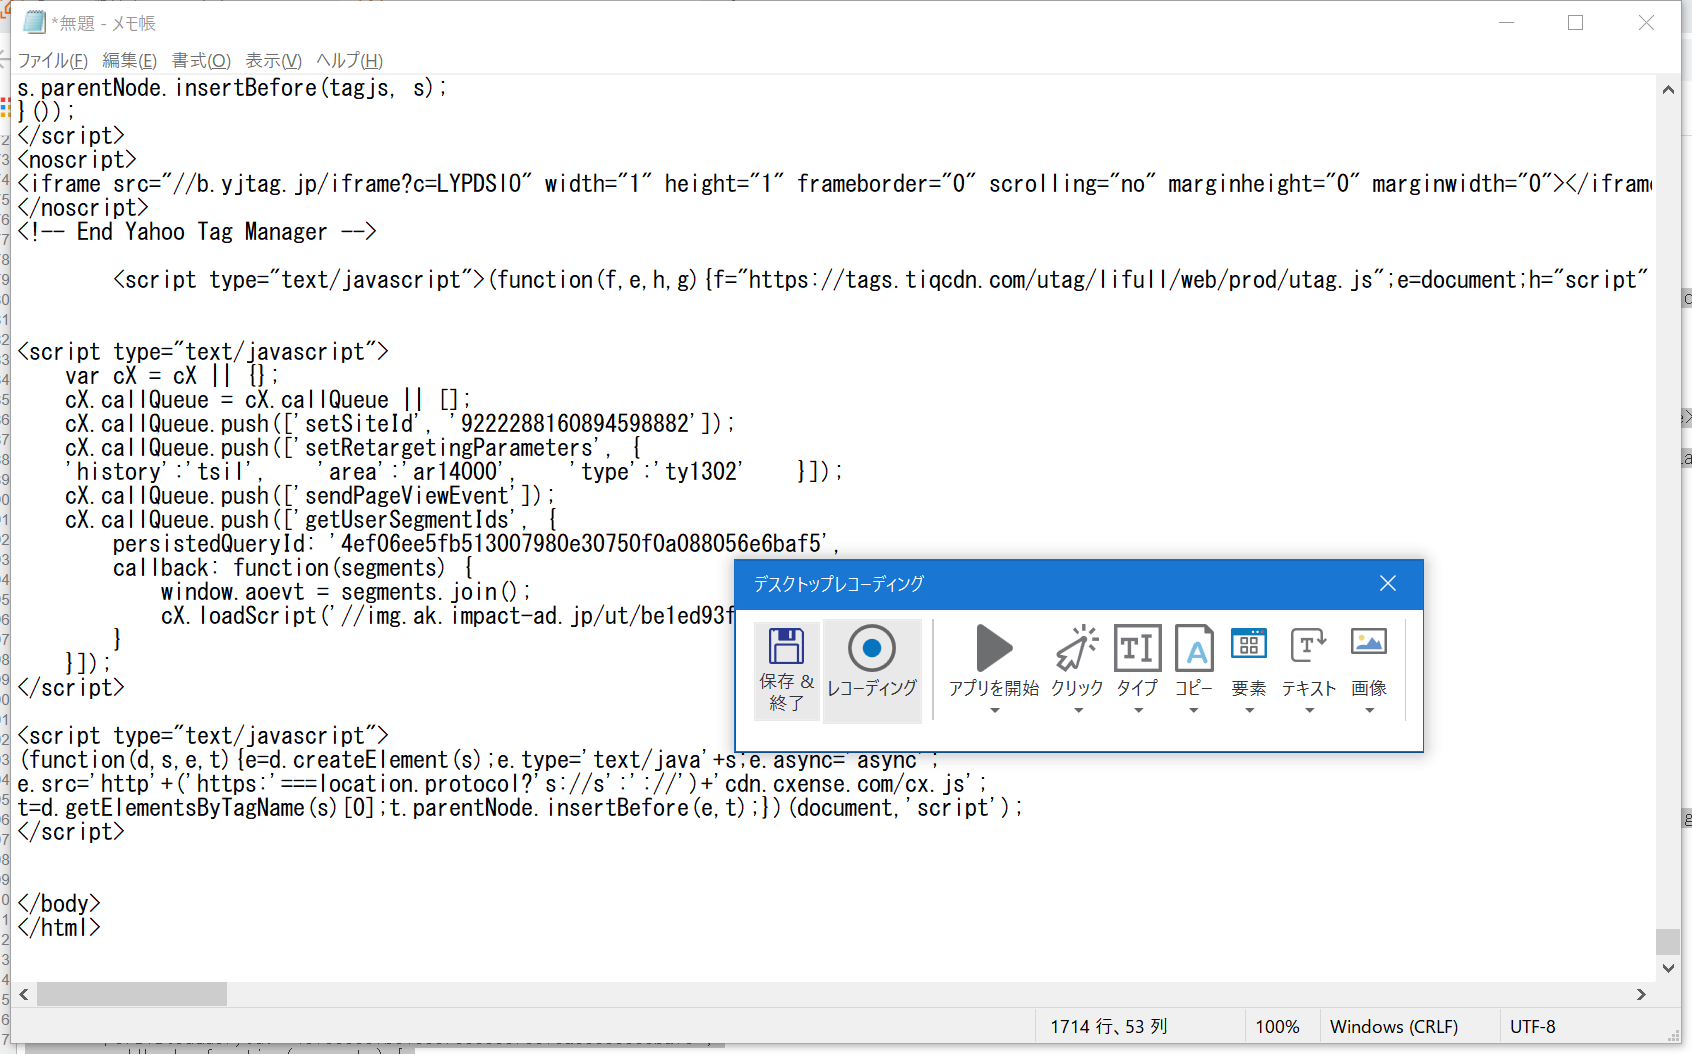 *無題 - メモ帳
ファイル(F) 編集(E) 書式(O) 表示(V) ヘルプ(H)
s.parentNode.insertBefore(tagjs, s);
}());
</script>
<noscript>
<iframe src="//b.yjtag.jp/iframe?c=LYPDSlO" width="1" height="1" frameborder="0" scrolling="no" marginheight="0" marginwidth="0"></iframe
</noscript>
<!-- End Yahoo Tag Manager -->
<script type="text/javascript">(function(f,e,h,g){f="https://tags.tiqcdn.com/utag/lifull/web/prod/utag.js";e=document;h="script"
<script type="text/javascript">
var cX = cX || {};
cX.callQueue = cX.callQueue || [];
cX.callQueue.push(['setSiteId', '9222288160894598882']);
cX.callQueue.push(['setRetargetingParameters', {
'history':'tsil', 'area':'ar14000', 'type':'ty1302' }]);
cX.callQueue.push(['sendPageViewEvent']);
cX.callQueue.push(['getUserSegmentIds', {
persistedQueryId: '4ef06ee5fb513007980e30750f0a088056e6baf5',
callback: function(segments) {
window.aoevt = segments.join();
cX.loadScript('//img.ak.impact-ad.jp/ut/be1ed93f
}
}]);
</script>
<script type="text/javascript">
(function(d,s,e,t){e=d.createElement(s);e.type='text/java'+s;e.async='async';
e.src='http'+('https:'===location.protocol?'s://s':'://')+'cdn.cxense.com/cx.js';
t=d.getElementsByTagName(s)[0];t.parentNode.insertBefore(e,t);})(document,'script');
</script>
</body>
</html>
デスクトップレコーディング
保存 & 終了
レコーディング
アプリを開始
クリック
タイプ
コピー
要素
テキスト
画像
1714 行、53 列
100%
Windows (CRLF)
UTF-8